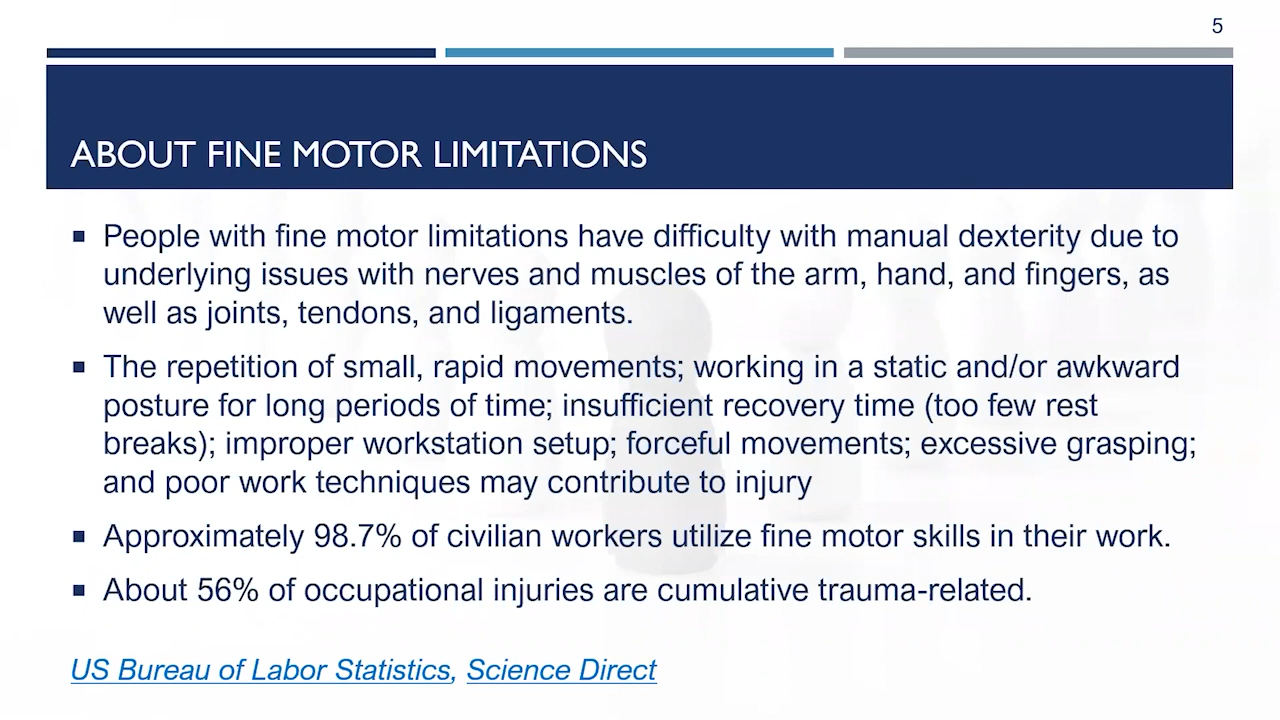 5
ABOUT FINE MOTOR LIMITATIONS
▪ People with fine motor limitations have difficulty with manual dexterity due to
underlying issues with nerves and muscles of the arm, hand, and fingers, as
well as joints, tendons, and ligaments.
▪ The repetition of small, rapid movements; working in a static and/or awkward
posture for long periods of time; insufficient recovery time (too few rest
breaks); improper workstation setup; forceful movements; excessive grasping;
and poor work techniques may contribute to injury
▪ Approximately 98.7% of civilian workers utilize fine motor skills in their work.
▪ About 56% of occupational injuries are cumulative trauma-related.
US Bureau of Labor Statistics, Science Direct